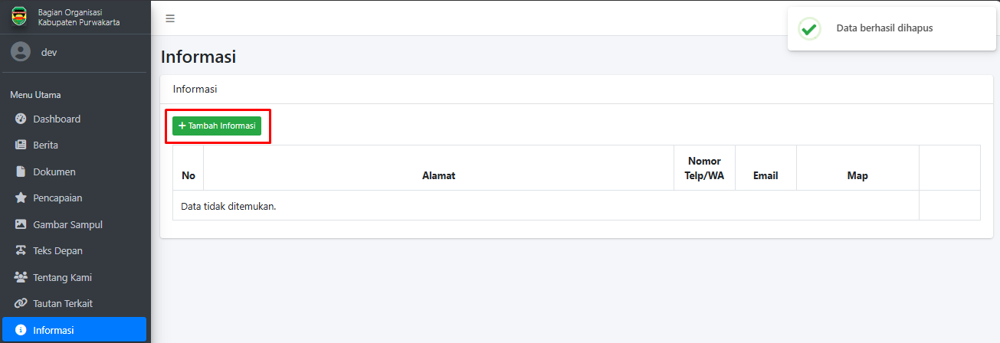 Bagian Organisasi
Kabupaten Purwakarta
dev
Menu Utama
Dashboard
Berita
Dokumen
Pencapaian
Gambar Sampul
Teks Depan
Tentang Kami
Tautan Terkait
Informasi
Data berhasil dihapus
Informasi
Informasi
+ Tambah Informasi
No Alamat Nomor Telp/WA Email Map
Data tidak ditemukan.